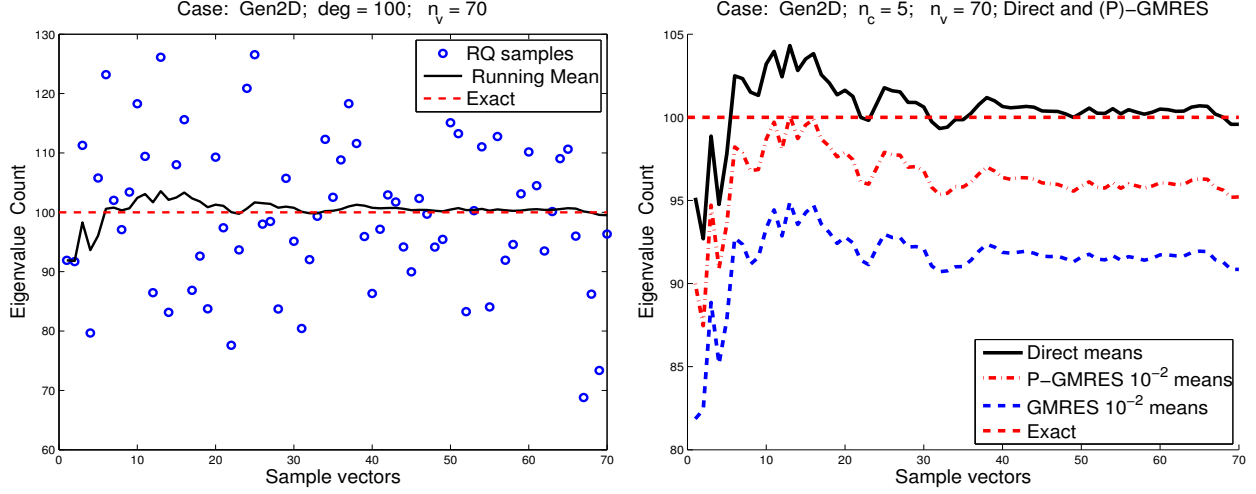 Case: Gen2D; deg = 100; n_v = 70
130
120
110
100
90
80
70
60
Eigenvalue Count
0
10
20
30
40
50
60
70
Sample vectors
RQ samples
Running Mean
Exact
Case: Gen2D; n_c = 5; n_v = 70; Direct and (P)-GMRES
105
100
95
90
85
80
Eigenvalue Count
0
10
20
30
40
50
60
70
Sample vectors
Direct means
P-GMRES 10^{-2} means
GMRES 10^{-2} means
Exact